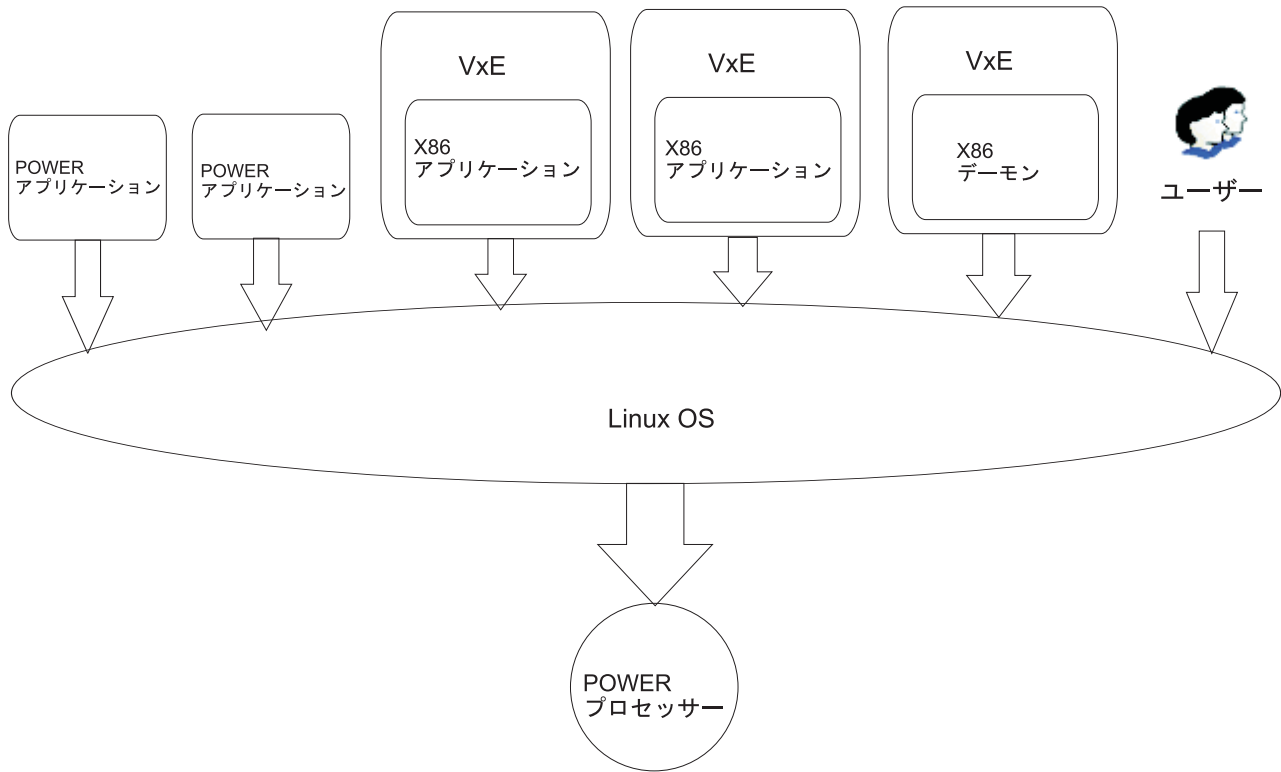 POWER
アプリケーション
POWER
アプリケーション
VxE
X86
アプリケーション
VxE
X86
アプリケーション
VxE
X86
デーモン
ユーザー
Linux OS
POWER
プロセッサー